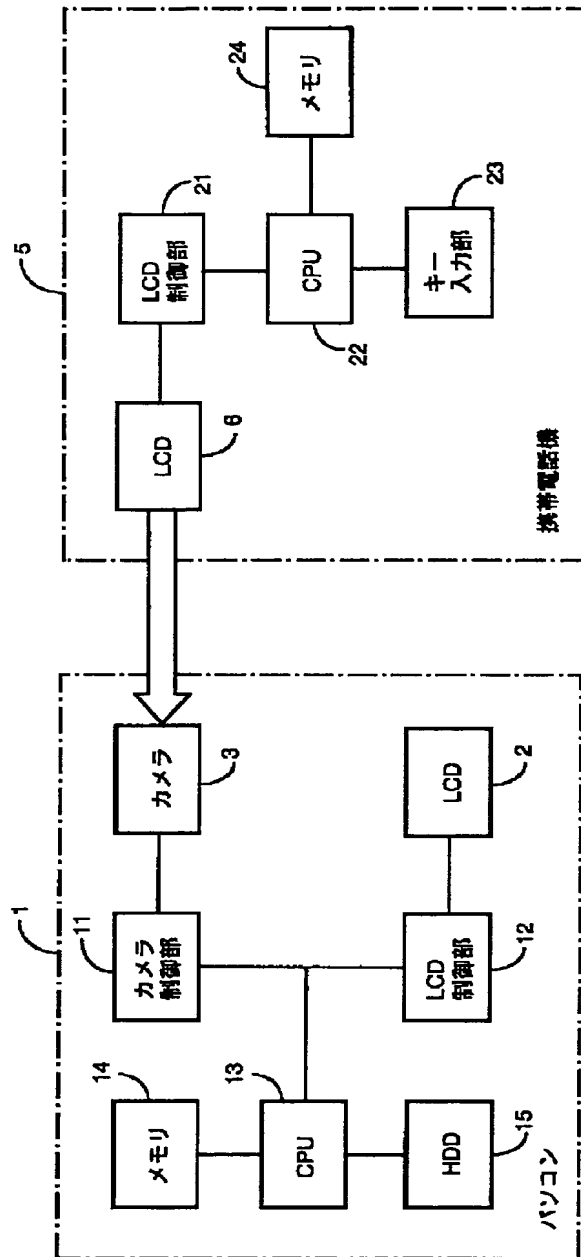 1
14
メモリ
13
CPU
HDD
15
パソコン
11
カメラ
制御部
LCD
制御部
12
カメラ
3
LCD
2
5
LCD
6
LCD
制御部
21
CPU
22
キー
入力部
23
メモリ
24
携帯電話機